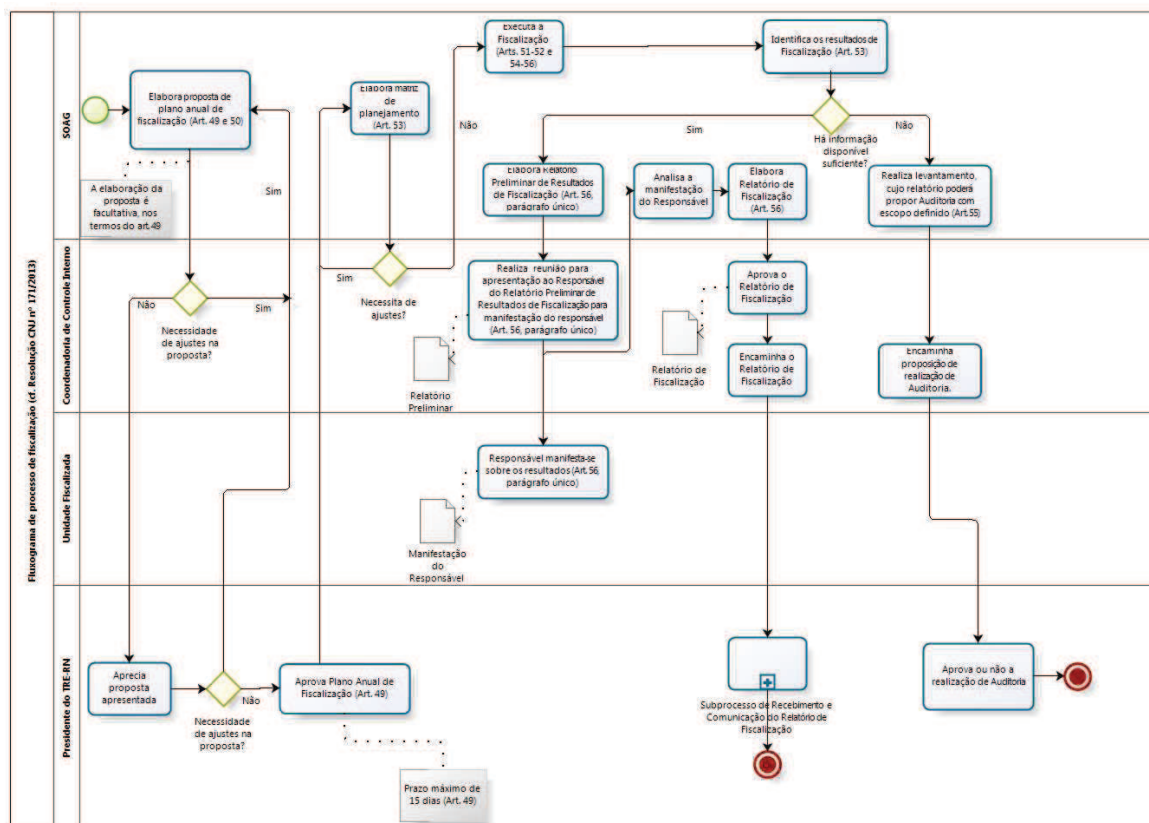 Fluxograma de processo de fiscalização (cf. Resolução CNJ nº 171/2013)
SOAG
Elabora proposta de
plano anual de
fiscalização (Art. 49 e 50)
A elaboração da
proposta é
facultativa, nos
termos do art.49
Sim
Elabora matriz
de
planejamento
(Art. 53)
Não
Executa a
Fiscalização
(Arts. 51-52 e
54-56)
Identifica os resultados de
Fiscalização (Art. 53)
Sim
Há informação
disponível
suficiente?
Não
Elabora Relatório
Preliminar de Resultados
de Fiscalização (Art. 56,
parágrafo único)
Analisa a
manifestação
do Responsável
Elabora
Relatório de
Fiscalização
(Art. 56)
Realiza levantamento,
cujo relatório poderá
propor Auditoria com
escopo definido (Art.55)
Coordenadoria de Controle Interno
Não
Sim
Necessidade
de ajustes na
proposta?
Sim
Necessita de
ajustes?
Realiza reunião para
apresentação ao Responsável
do Relatório Preliminar de
Resultados de Fiscalização para
manifestação do responsável
(Art. 56, parágrafo único)
Relatório
Preliminar
Aprova o
Relatório de
Fiscalização
Relatório de
Fiscalização
Encaminha o
Relatório de
Fiscalização
Encaminha
proposição de
realização de
Auditoria.
Unidade Fiscalizada
Responsável manifesta-se
sobre os resultados (Art. 56,
parágrafo único)
Manifestação
do
Responsável
Presidente do TRE-RN
Aprecia
proposta
apresentada
Não
Necessidade
de ajustes na
proposta?
Aprova Plano Anual de
Fiscalização (Art. 49)
Prazo máximo de
15 dias (Art. 49)
Subprocesso de Recebimento e
Comunicação do Relatório de
Fiscalização
Aprova ou não a
realização de Auditoria